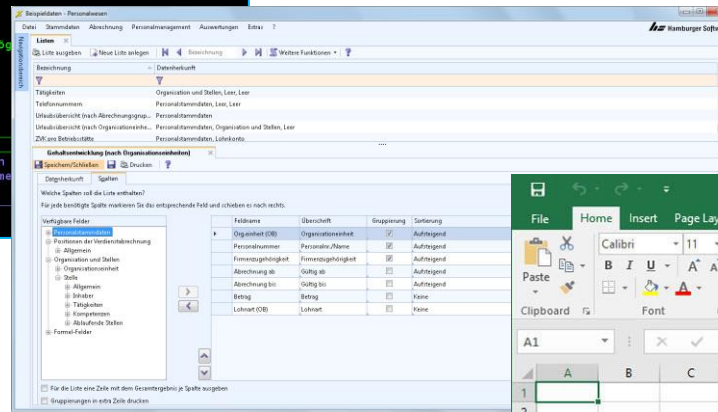 Beispieldaten - Personalwesen
Datei Stammdaten Abrechnung Personalmanagement Auswertungen Extras ?
Hamburger Softw
Navigationsbereich
Listen
Liste ausgeben Neue Liste anlegen Bezeichnung Weitere Funktionen ?
Bezeichnung Datenherkunft
Tätigkeiten Organisation und Stellen, Leer, Leer
Telefonnummern Personalstammdaten, Leer, Leer
Urlaubsübersicht (nach Abrechnungsgrup... Personalstammdaten
Urlaubsübersicht (nach Organisationseinhe... Personalstammdaten, Organisation und Stellen, Leer
ZVK pro Betriebsstätte Personalstammdaten, Lohnkonto
Gehaltsentwicklung (nach Organisationseinheiten)
Speichern/Schließen Drucken ?
Datenherkunft Spalten
Welche Spalten soll die Liste enthalten?
Für jede benötigte Spalte markieren Sie das entsprechende Feld und schieben es nach rechts.
Verfügbare Felder
Personalstammdaten
Positionen der Verdienstabrechnung
Allgemein
Organisation und Stellen
Organisationseinheit
Stelle
Allgemein
Inhaber
Tätigkeiten
Kompetenzen
Ablaufende Stellen
Formel-Felder
Feldname Überschrift Gruppierung Sortierung
Org.einheit (OB) Organisationseinheit Aufsteigend
Personalnummer Personalnr./Name Aufsteigend
Firmenzugehörigkeit Firmenzugehörigkeit Aufsteigend
Abrechnung ab Gültig ab Aufsteigend
Abrechnung bis Gültig bis Aufsteigend
Betrag Betrag Keine
Lohnart (OB) Lohnart Keine
Für die Liste eine Zeile mit dem Gesamtergebnis je Spalte ausgeben
Gruppierungen in extra Zeile drucken
File Home Insert Page Lay
Paste
Calibri 11
B I U
Clipboard Font
A1
A B C
1